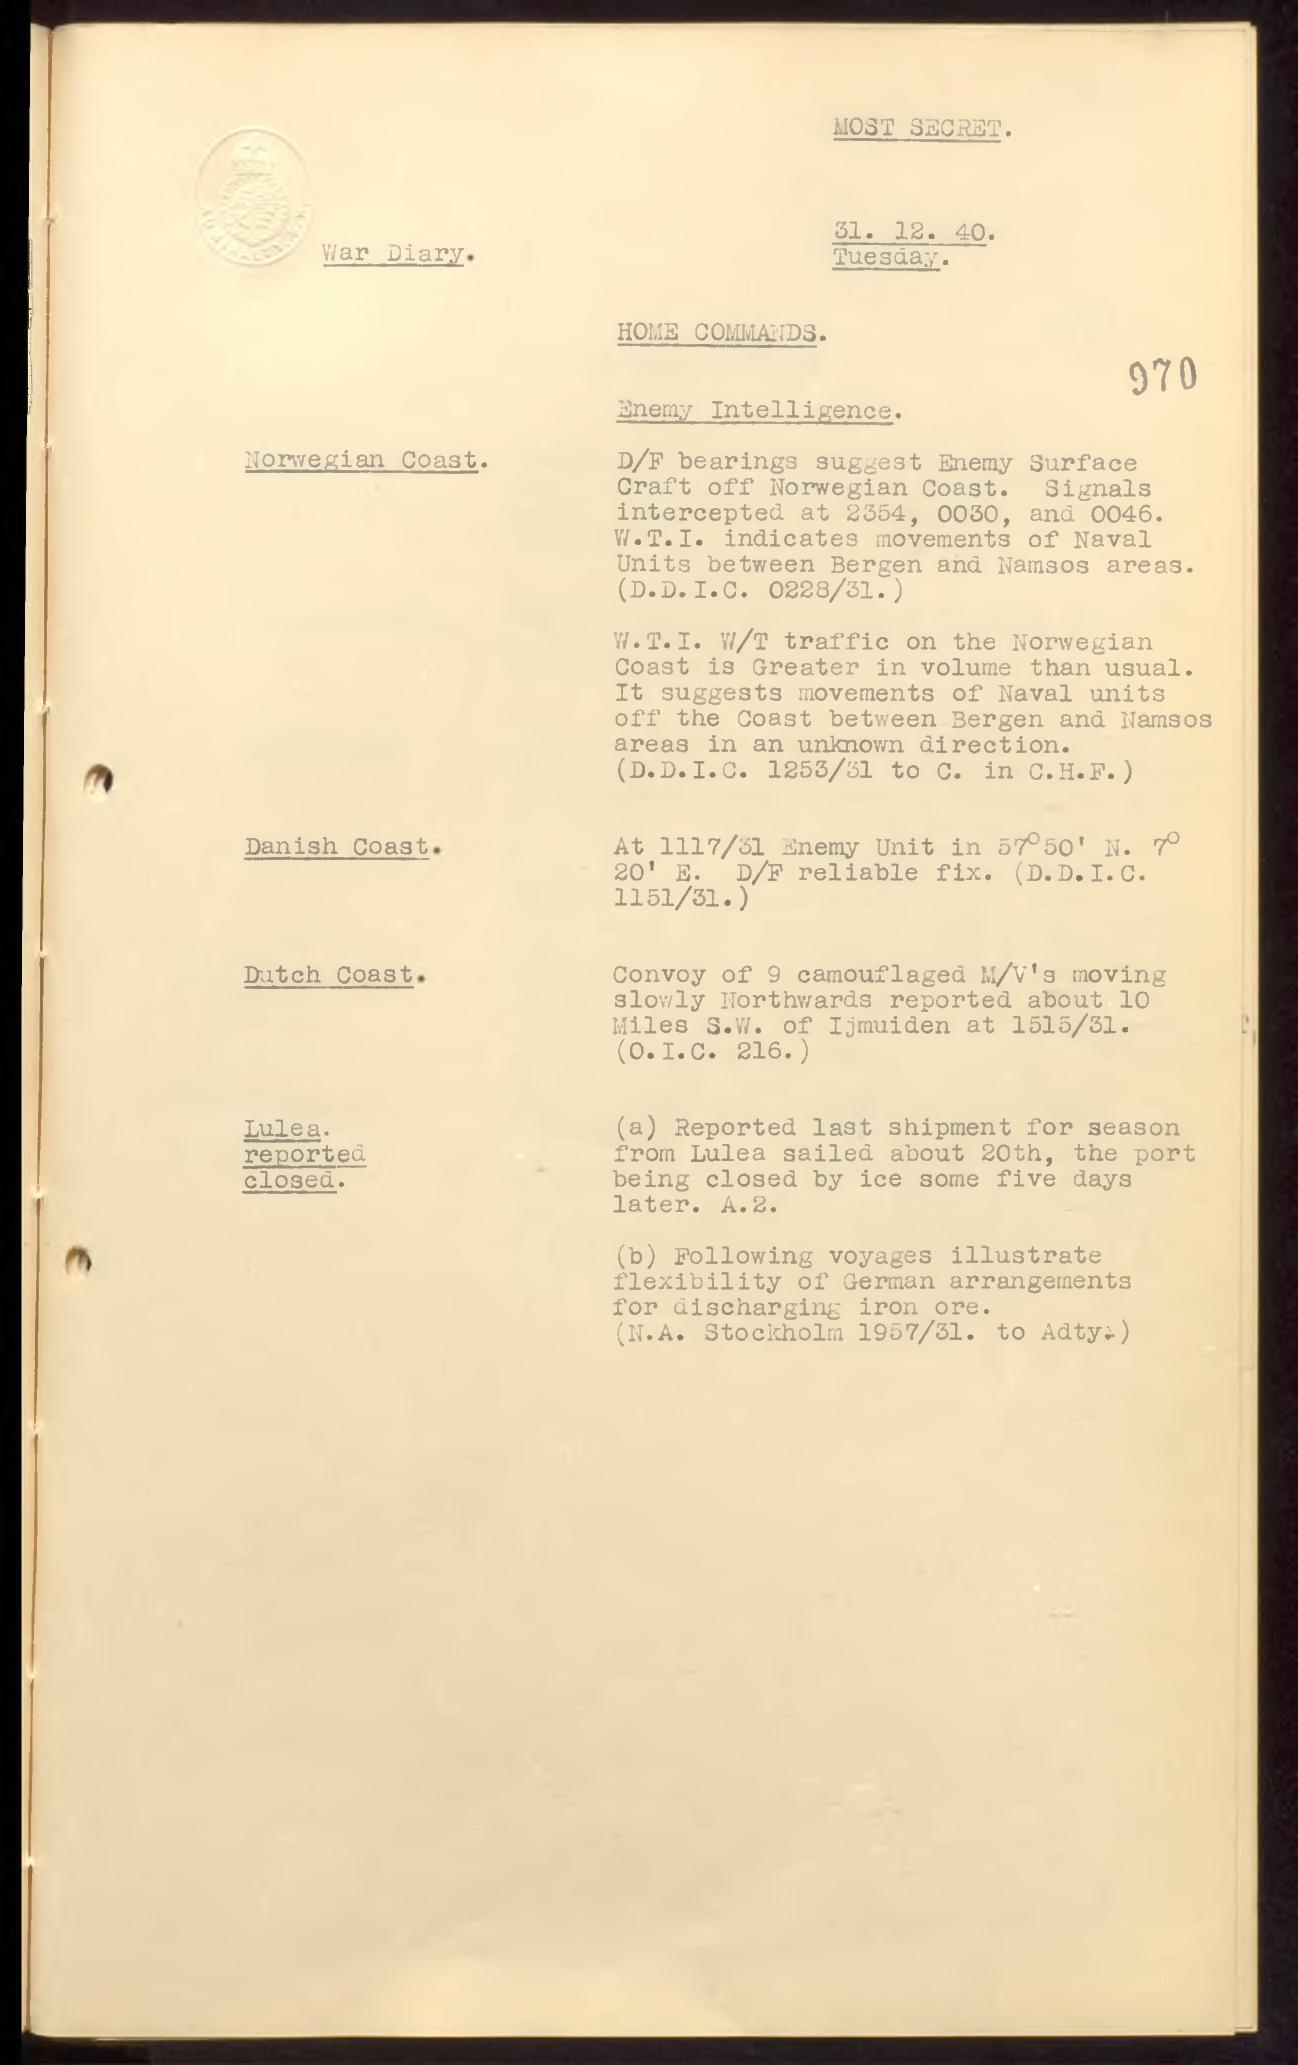 MOST SECRET.
War Diary.
31. 12. 40.
Tuesday.
HOME COMMANDS.
970
Enemy Intelligence.
Norwegian Coast.
D/F bearings suggest Enemy Surface
Craft off Norwegian Coast. Signals
intercepted at 2354, 0030, and 0046.
W.T.I. indicates movements of Naval
Units between Bergen and Namsos areas.
(D.D.I.C. 0228/31.)
W.T.I. W/T traffic on the Norwegian
Coast is Greater in volume than usual.
It suggests movements of Naval units
off the Coast between Bergen and Namsos
areas in an unknown direction.
(D.D.I.C. 1253/31 to C. in C.H.F.)
Danish Coast.
At 1117/31 Enemy Unit in 57°50' N. 7°
20' E. D/F reliable fix. (D.D.I.C.
1151/31.)
Dutch Coast.
Convoy of 9 camouflaged M/V's moving
slowly Northwards reported about 10
Miles S.W. of Ijmuiden at 1515/31.
(O.I.C. 216.)
Lulea.
reported
closed.
(a) Reported last shipment for season
from Lulea sailed about 20th, the port
being closed by ice some five days
later. A.2.
(b) Following voyages illustrate
flexibility of German arrangements
for discharging iron ore.
(N.A. Stockholm 1957/31. to Adty.)